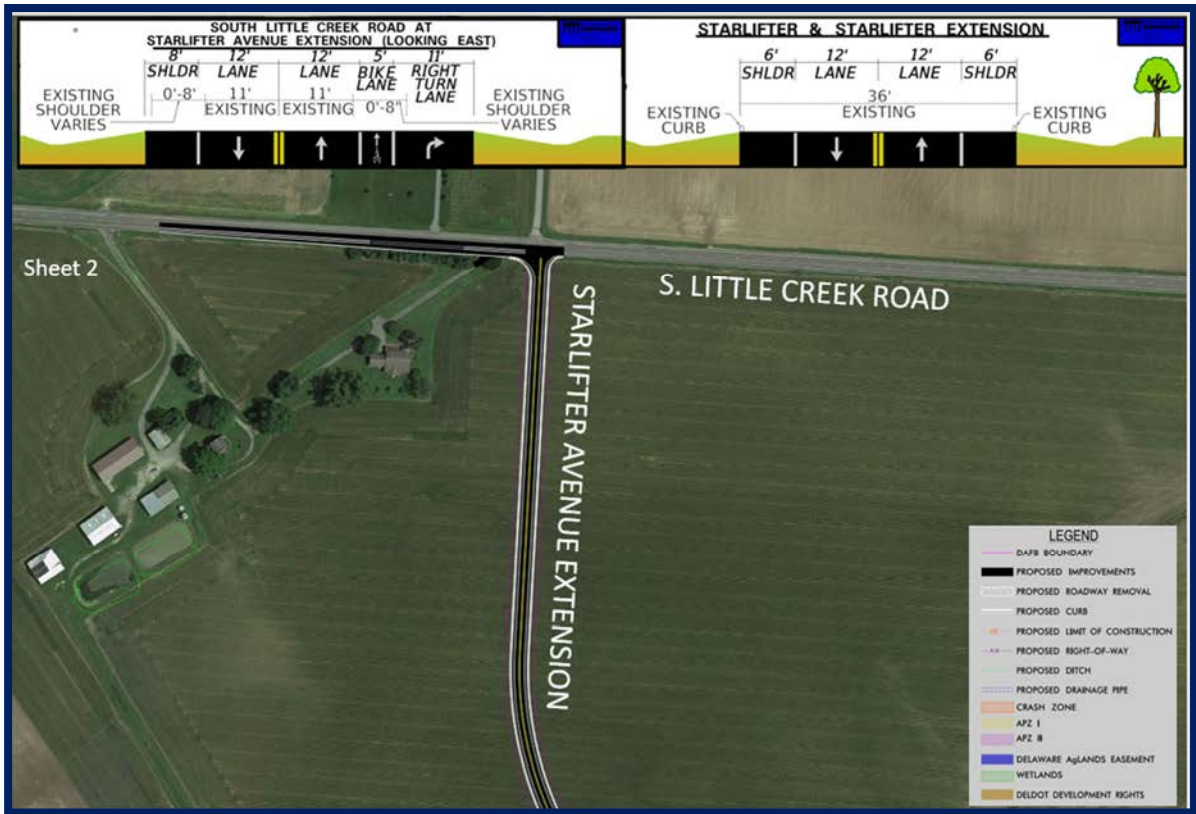 SOUTH LITTLE CREEK ROAD AT
STARLIFTER AVENUE EXTENSION (LOOKING EAST)
8' 12' 12' 5' 11'
SHLDR LANE LANE BIKE LANE RIGHT TURN LANE
0'-8' 11' 11' 0'-8"
EXISTING EXISTING
EXISTING SHOULDER VARIES
EXISTING SHOULDER VARIES
STARLIFTER & STARLIFTER EXTENSION
6' 12' 12' 6'
SHLDR LANE LANE SHLDR
36'
EXISTING
EXISTING CURB
EXISTING CURB
Sheet 2
S. LITTLE CREEK ROAD
STARLIFTER AVENUE EXTENSION
LEGEND
DAFB BOUNDARY
PROPOSED IMPROVEMENTS
PROPOSED ROADWAY REMOVAL
PROPOSED CURB
PROPOSED LIMIT OF CONSTRUCTION
PROPOSED RIGHT-OF-WAY
PROPOSED DITCH
PROPOSED DRAINAGE PIPE
CRASH ZONE
APZ I
APZ II
DELAWARE AgLANDS EASEMENT
WETLANDS
DELDOT DEVELOPMENT RIGHTS